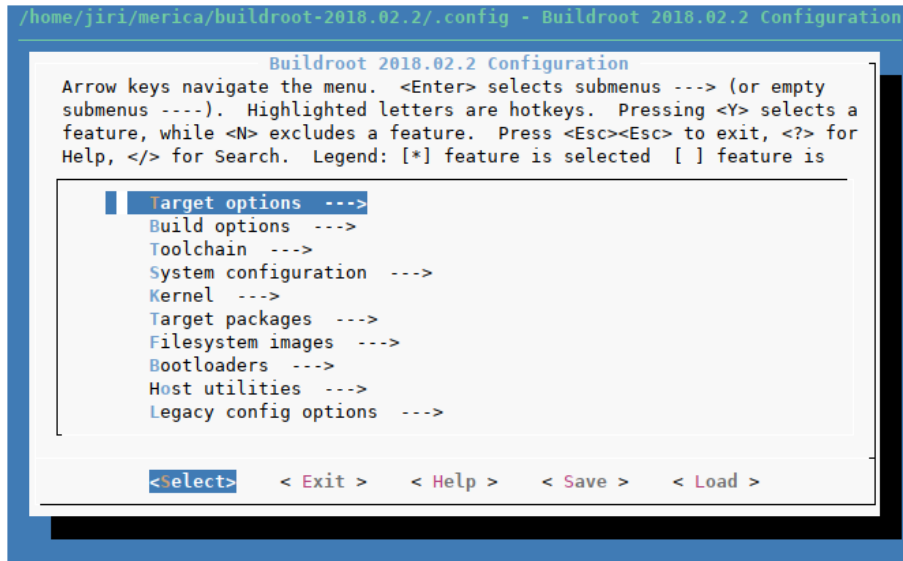 /home/jiri/merica/buildroot-2018.02.2/.config - Buildroot 2018.02.2 Configuration
Buildroot 2018.02.2 Configuration
Arrow keys navigate the menu.  <Enter> selects submenus ---> (or empty
submenus ----).  Highlighted letters are hotkeys.  Pressing <Y> selects a
feature, while <N> excludes a feature.  Press <Esc><Esc> to exit, <?> for
Help, </> for Search.  Legend: [*] feature is selected  [ ] feature is
Target options  --->
Build options  --->
Toolchain  --->
System configuration  --->
Kernel  --->
Target packages  --->
Filesystem images  --->
Bootloaders  --->
Host utilities  --->
Legacy config options  --->
<Select>    < Exit >    < Help >    < Save >    < Load >